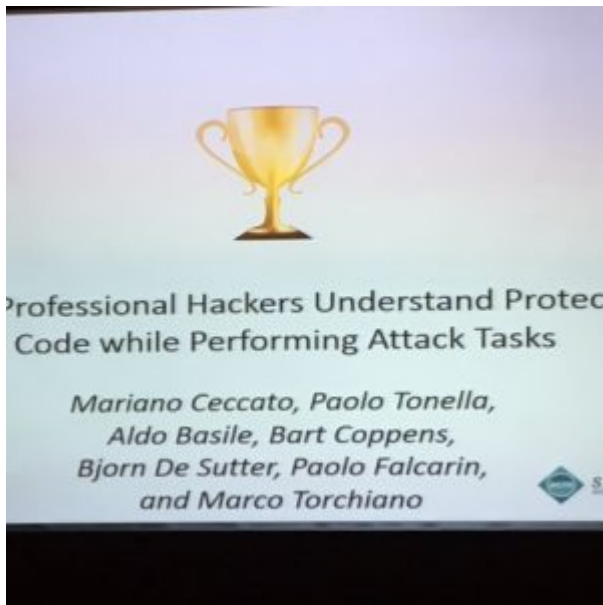 Professional Hackers Understand Protec
Code while Performing Attack Tasks
Mariano Ceccato, Paolo Tonella,
Aldo Basile, Bart Coppens,
Bjorn De Sutter, Paolo Falcarin,
and Marco Torchiano
S